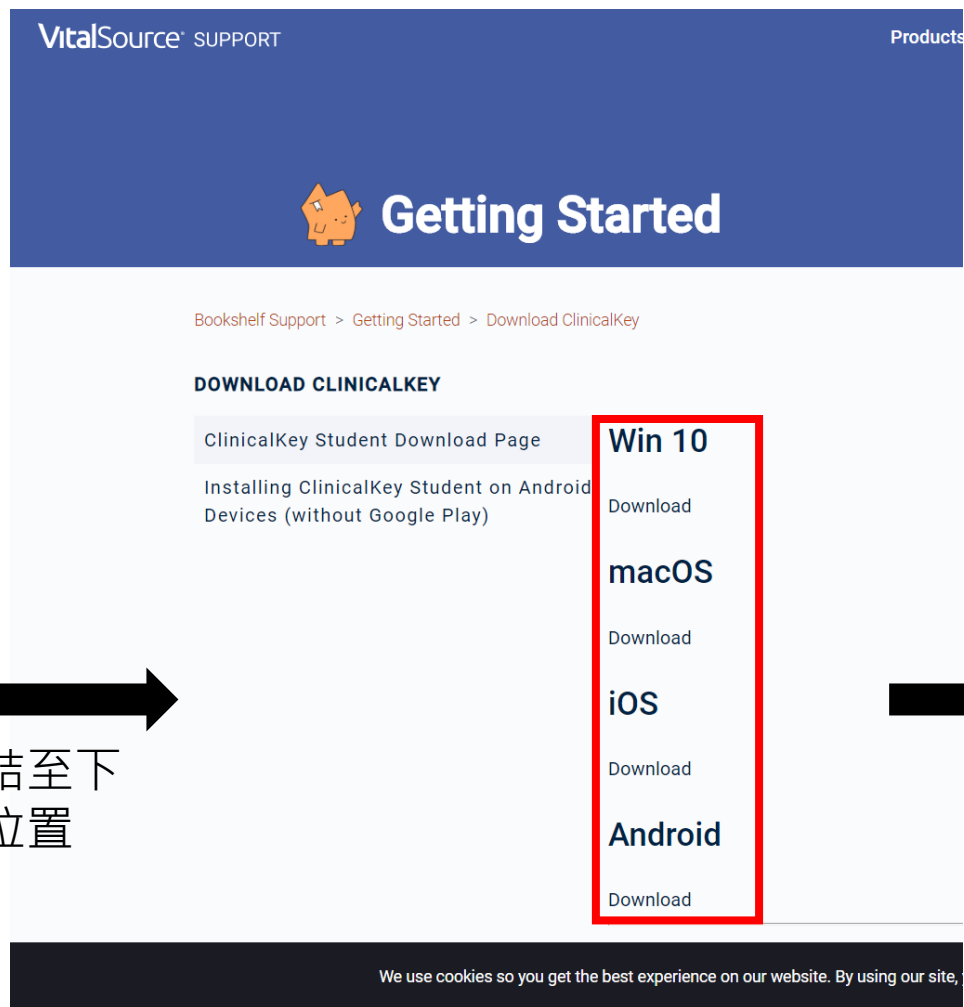 VitalSource SUPPORT
Products
Getting Started
Bookshelf Support > Getting Started > Download ClinicalKey
DOWNLOAD CLINICALKEY
ClinicalKey Student Download Page
Installing ClinicalKey Student on Android
Devices (without Google Play)
Win 10
Download
macOS
Download
iOS
Download
Android
Download
結至下
位置
We use cookies so you get the best experience on our website. By using our site,